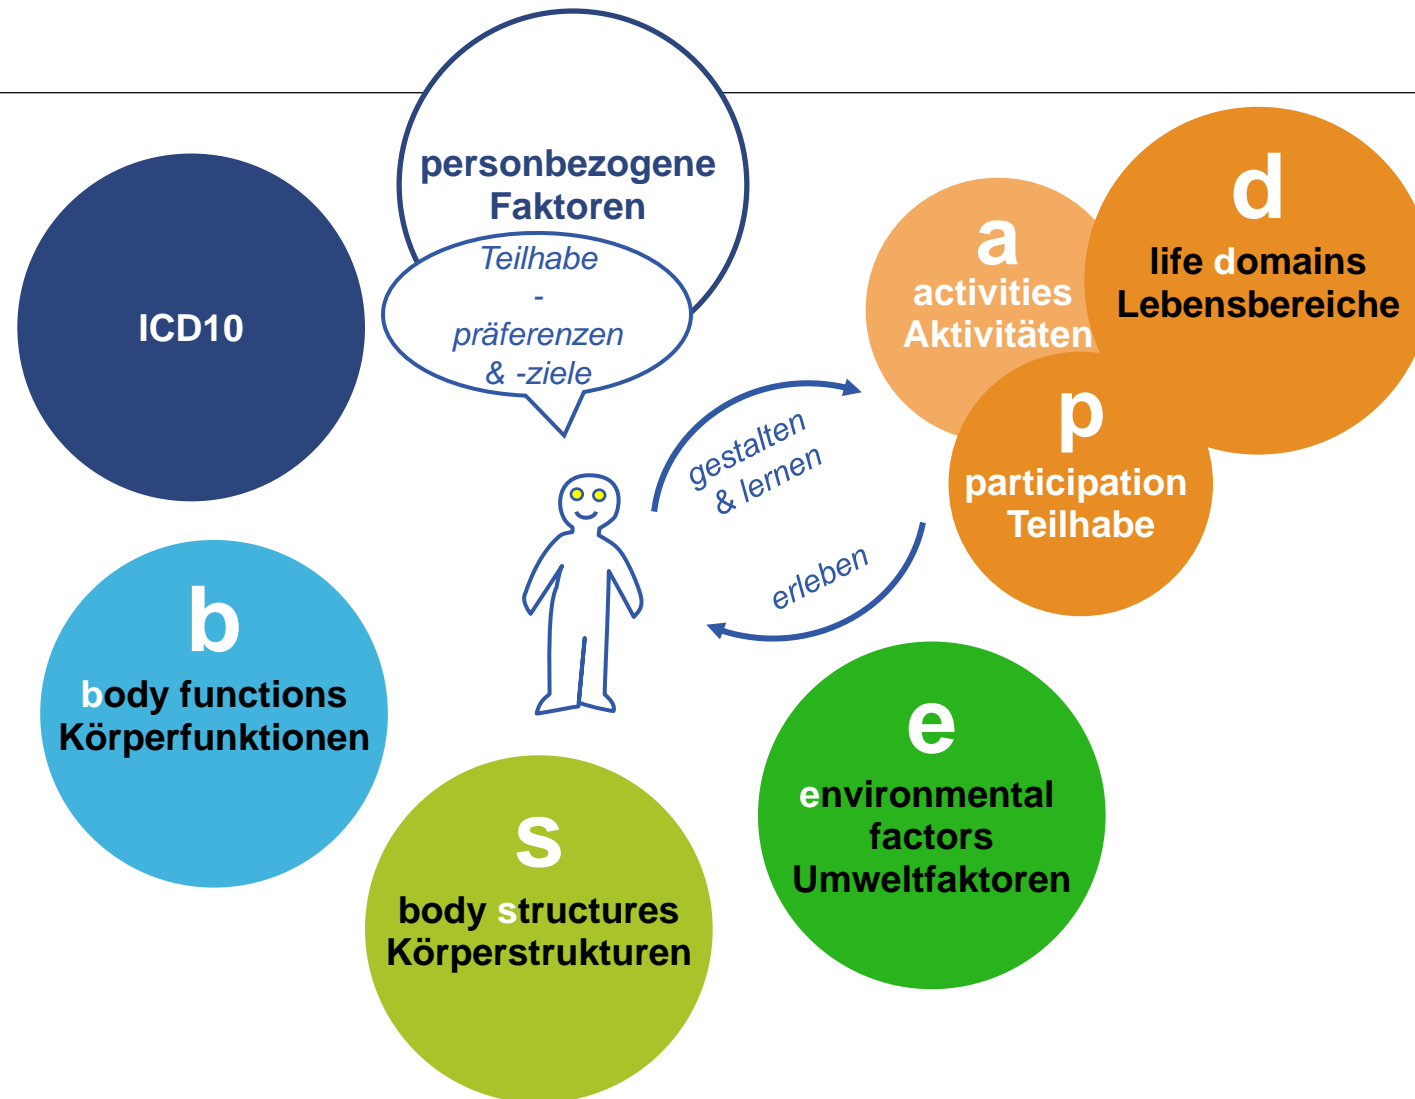 personbezogene
Faktoren
Teilhabe
-
präferenzen
& -ziele
ICD10
a
activities
Aktivitäten
d
life domains
Lebensbereiche
p
participation
Teilhabe
gestalten
& lernen
erleben
b
body functions
Körperfunktionen
s
body structures
Körperstrukturen
e
environmental
factors
Umweltfaktoren